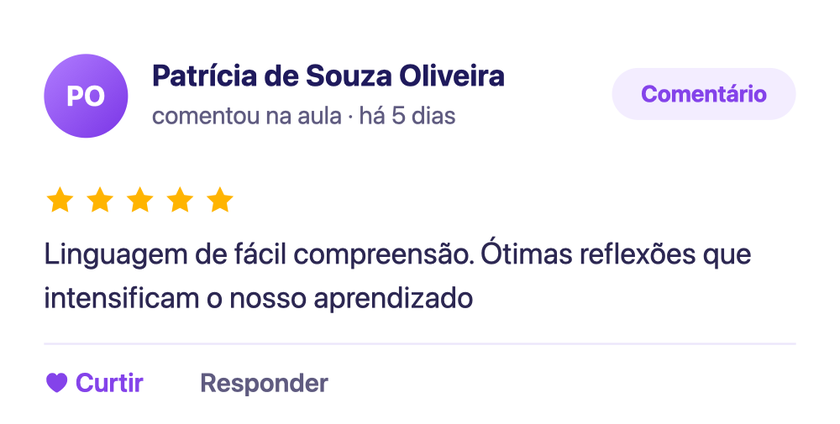 PO
Patrícia de Souza Oliveira
comentou na aula · há 5 dias
Comentário
Linguagem de fácil compreensão. Ótimas reflexões que
intensificam o nosso aprendizado
Curtir
Responder